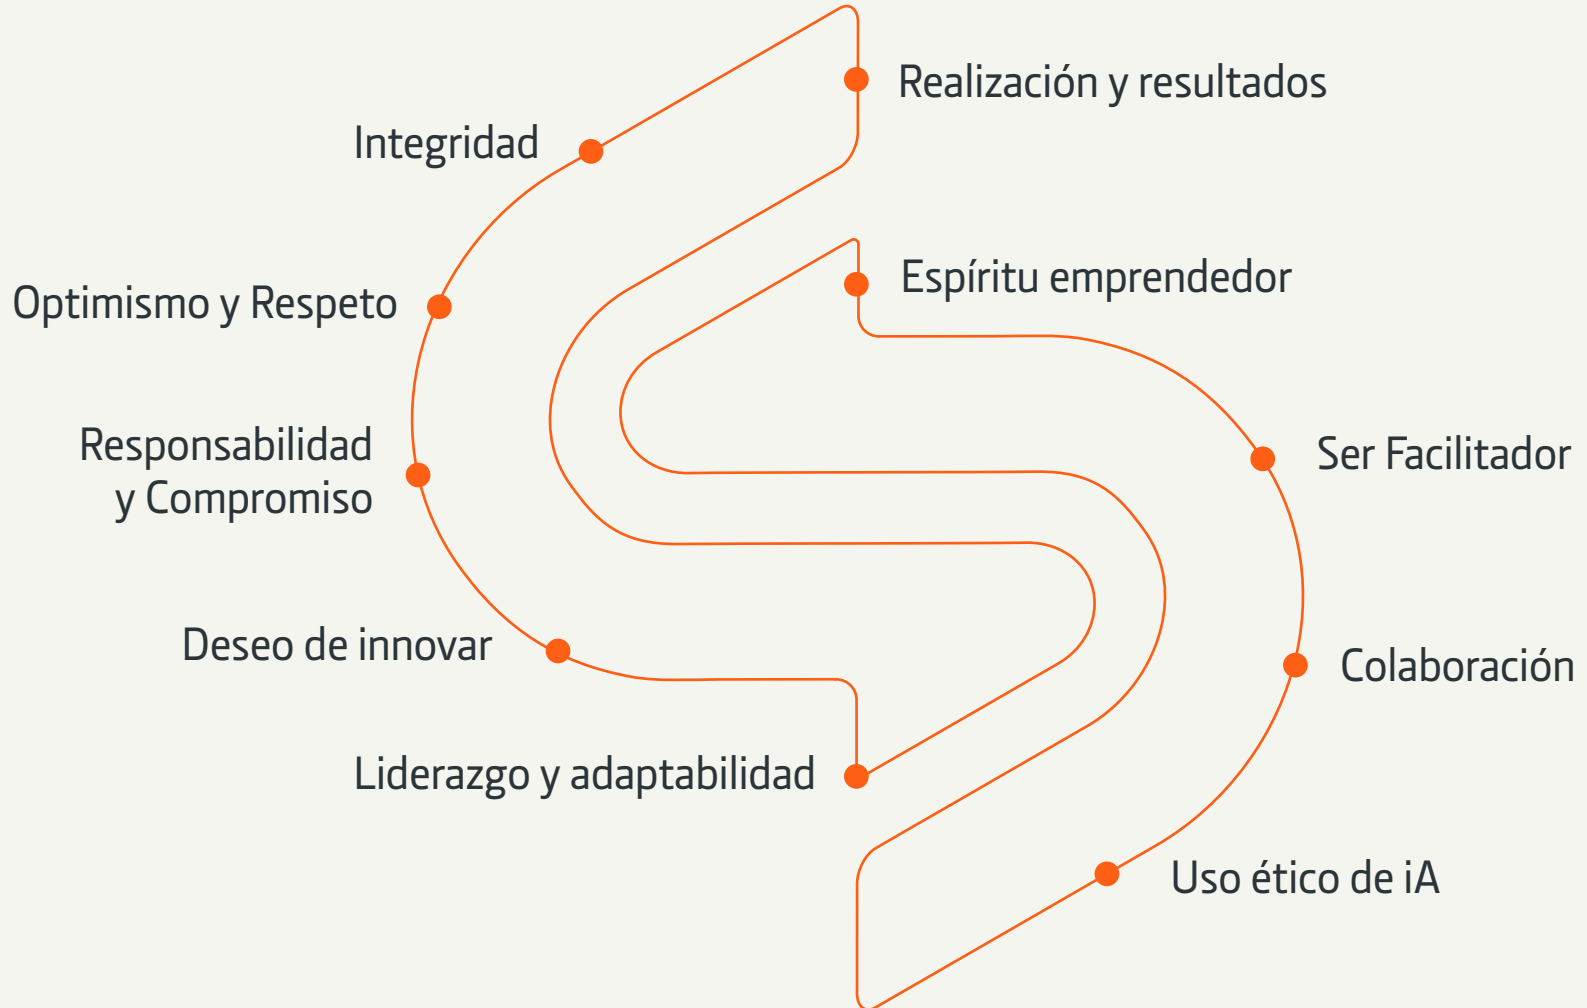 Realización y resultados
Integridad
Espíritu emprendedor
Optimismo y Respeto
Responsabilidad
y Compromiso
Ser Facilitador
Deseo de innovar
Colaboración
Liderazgo y adaptabilidad
Uso ético de iA